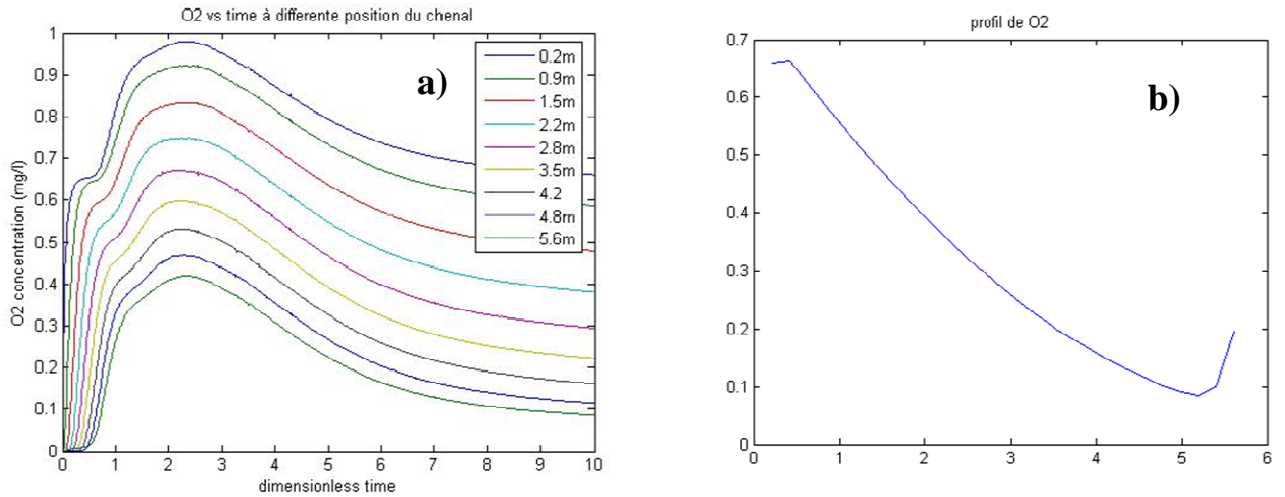 O2 vs time à differente position du chenal
a)
0.2m
0.9m
1.5m
2.2m
2.8m
3.5m
4.2
4.8m
5.6m
O2 concentration (mg/l)
1
0.9
0.8
0.7
0.6
0.5
0.4
0.3
0.2
0.1
0
0 1 2 3 4 5 6 7 8 9 10
dimensionless time
profil de O2
b)
0.7
0.6
0.5
0.4
0.3
0.2
0.1
0
0 1 2 3 4 5 6